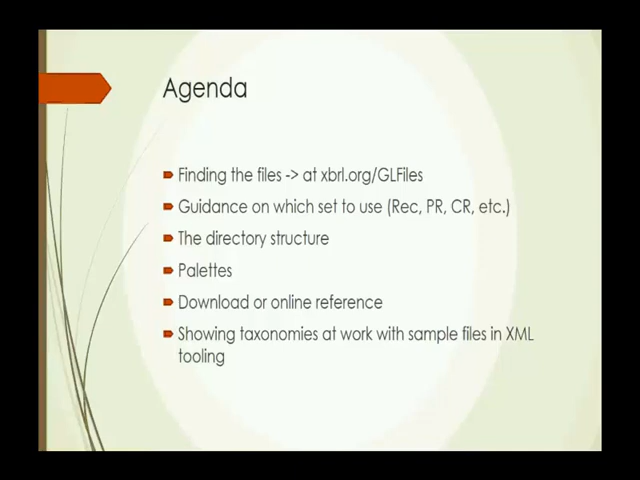 Agenda
Finding the files -> at xbrl.org/GLFiles
Guidance on which set to use (Rec, PR, CR, etc.)
The directory structure
Palettes
Download or online reference
Showing taxonomies at work with sample files in XML
tooling